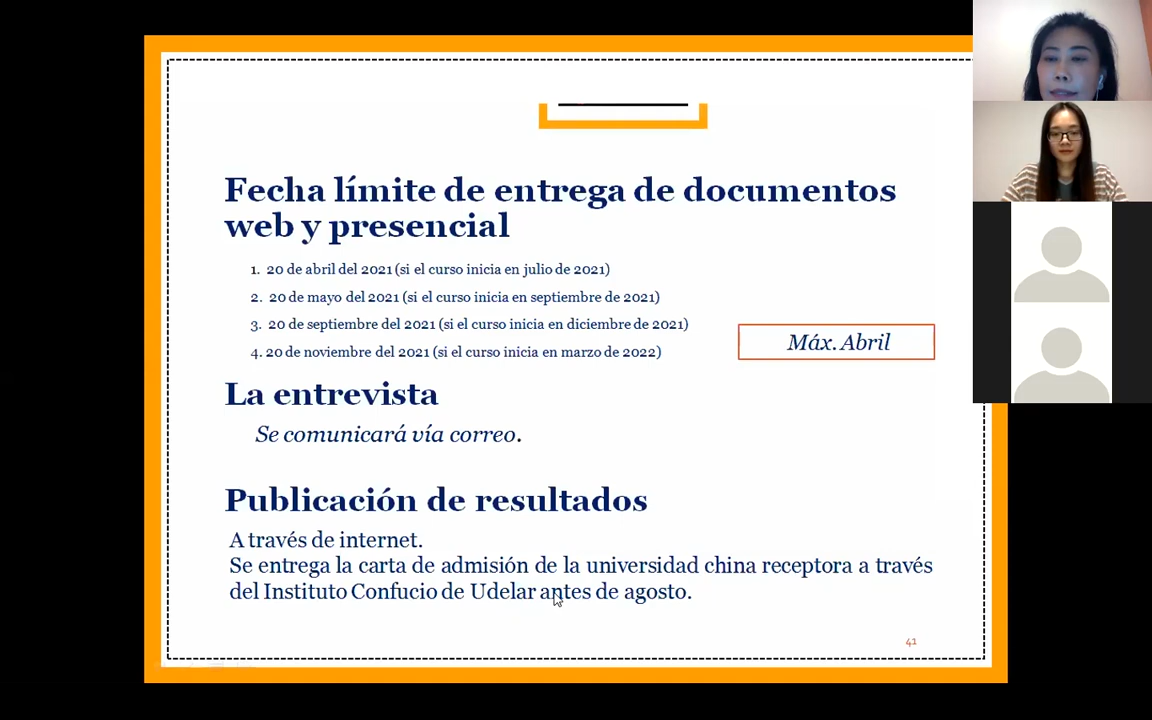 Fecha límite de entrega de documentos
web y presencial
1. 20 de abril del 2021 (si el curso inicia en julio de 2021)
2. 20 de mayo del 2021 (si el curso inicia en septiembre de 2021)
3. 20 de septiembre del 2021 (si el curso inicia en diciembre de 2021)
4. 20 de noviembre del 2021 (si el curso inicia en marzo de 2022)
Máx. Abril
La entrevista
Se comunicará vía correo.
Publicación de resultados
A través de internet.
Se entrega la carta de admisión de la universidad china receptora a través
del Instituto Confucio de Udelar antes de agosto.
41